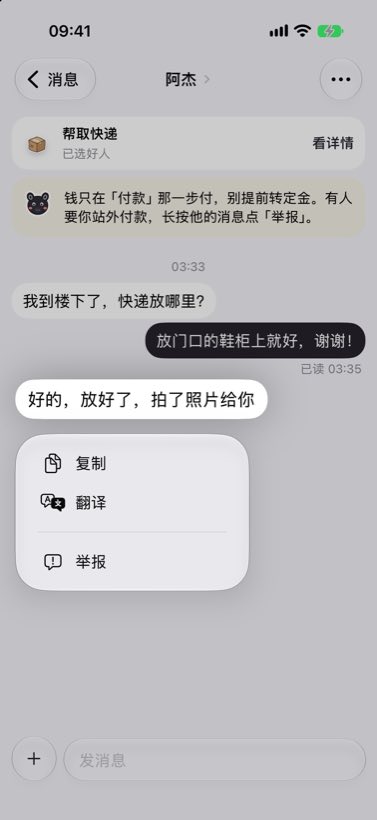 09:41
消息
阿杰
帮取快递
已选好人
看详情
钱只在「付款」那一步付，别提前转定金。有人
要你站外付款，长按他的消息点「举报」。
03:33
我到楼下了，快递放哪里？
放门口的鞋柜上就好，谢谢！
已读 03:35
好的，放好了，拍了照片给你
复制
翻译
举报
发消息